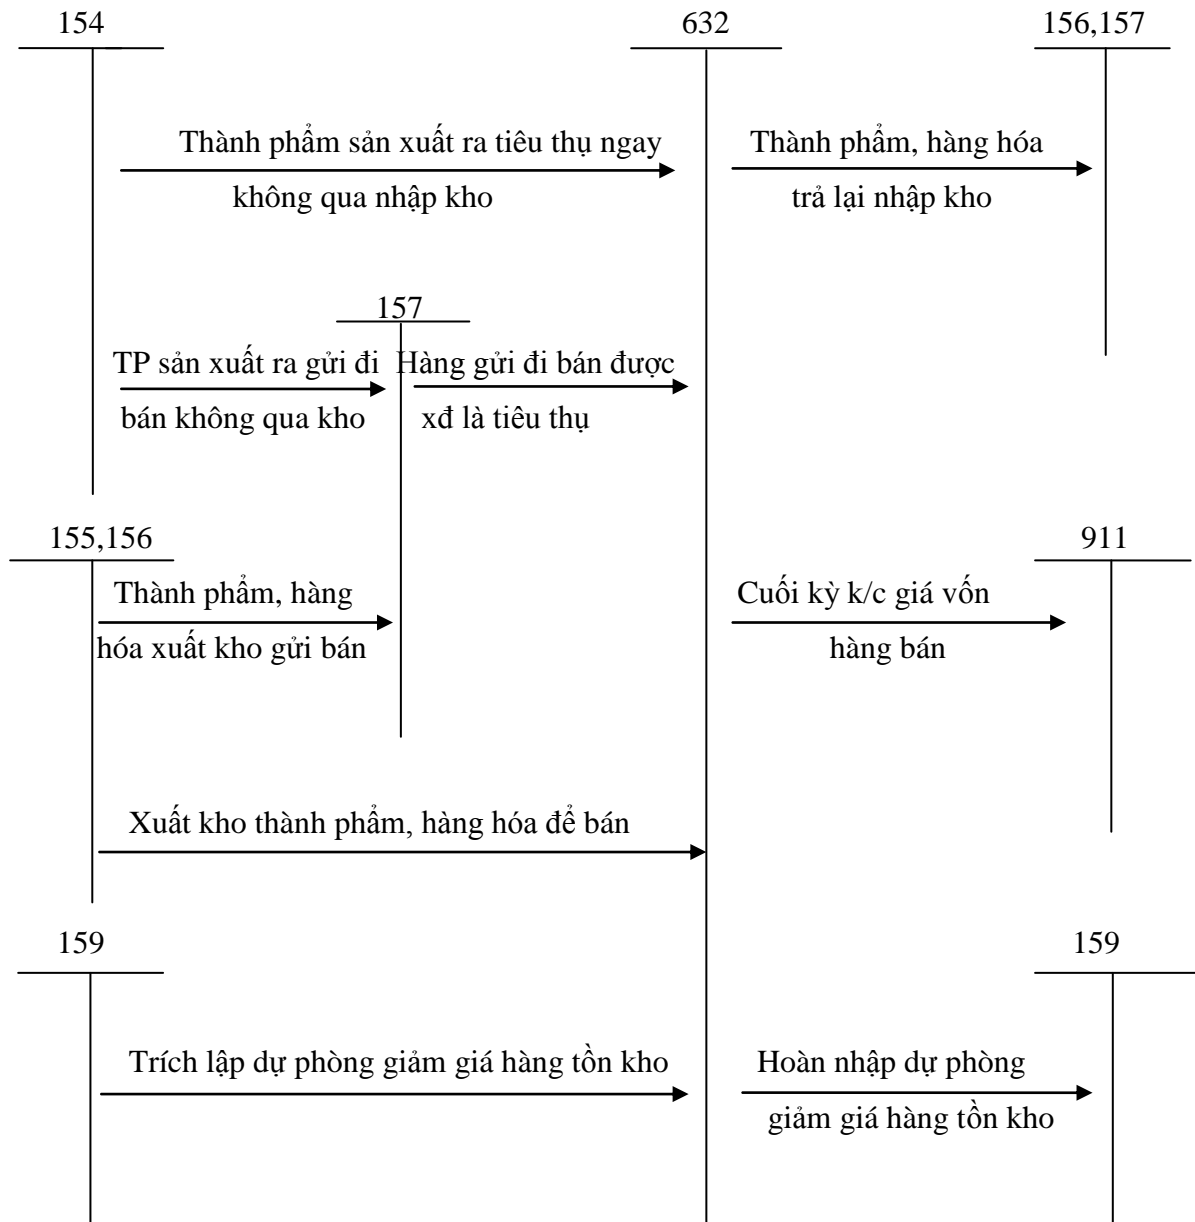 154
632
156,157
Thành phẩm sản xuất ra tiêu thụ ngay
không qua nhập kho
Thành phẩm, hàng hóa
trả lại nhập kho
157
TP sản xuất ra gửi đi
bán không qua kho
Hàng gửi đi bán được
xđ là tiêu thụ
155,156
911
Thành phẩm, hàng
hóa xuất kho gửi bán
Cuối kỳ k/c giá vốn
hàng bán
Xuất kho thành phẩm, hàng hóa để bán
159
159
Trích lập dự phòng giảm giá hàng tồn kho
Hoàn nhập dự phòng
giảm giá hàng tồn kho